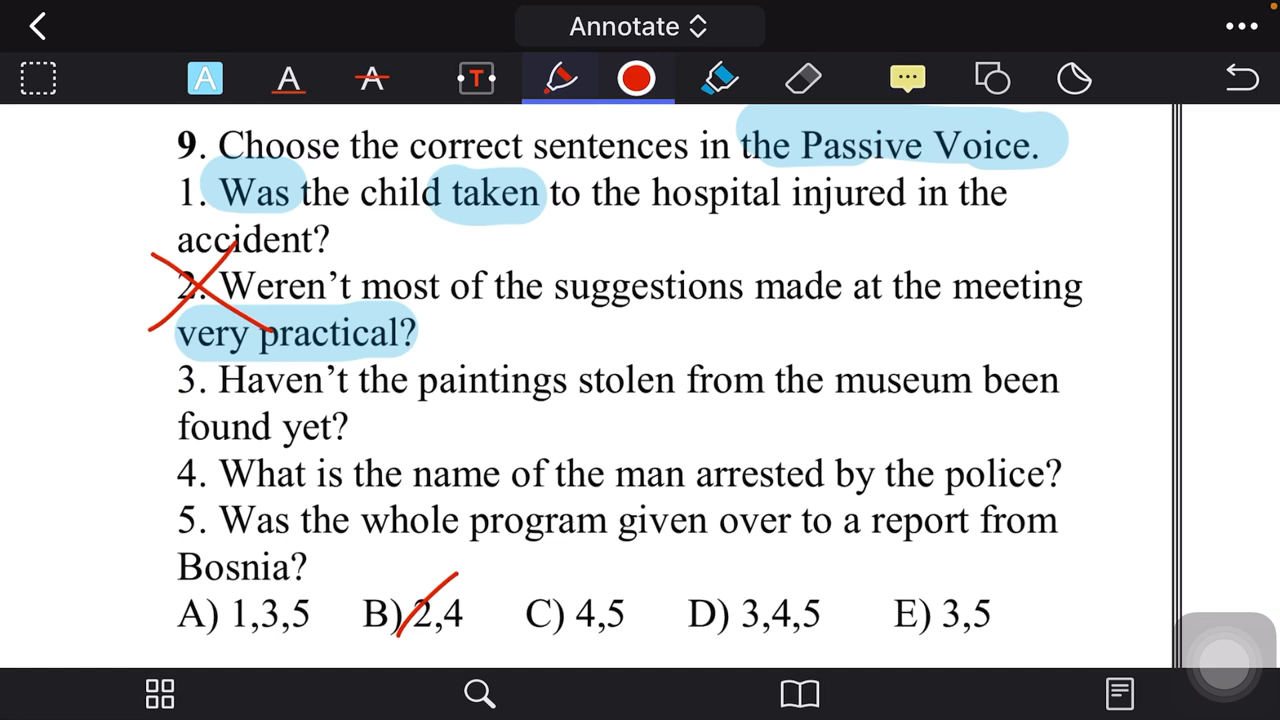 Annotate
A A A T
9. Choose the correct sentences in the Passive Voice.
1. Was the child taken to the hospital injured in the
accident?
2. Weren’t most of the suggestions made at the meeting
very practical?
3. Haven’t the paintings stolen from the museum been
found yet?
4. What is the name of the man arrested by the police?
5. Was the whole program given over to a report from
Bosnia?
A) 1,3,5 B) 2,4 C) 4,5 D) 3,4,5 E) 3,5